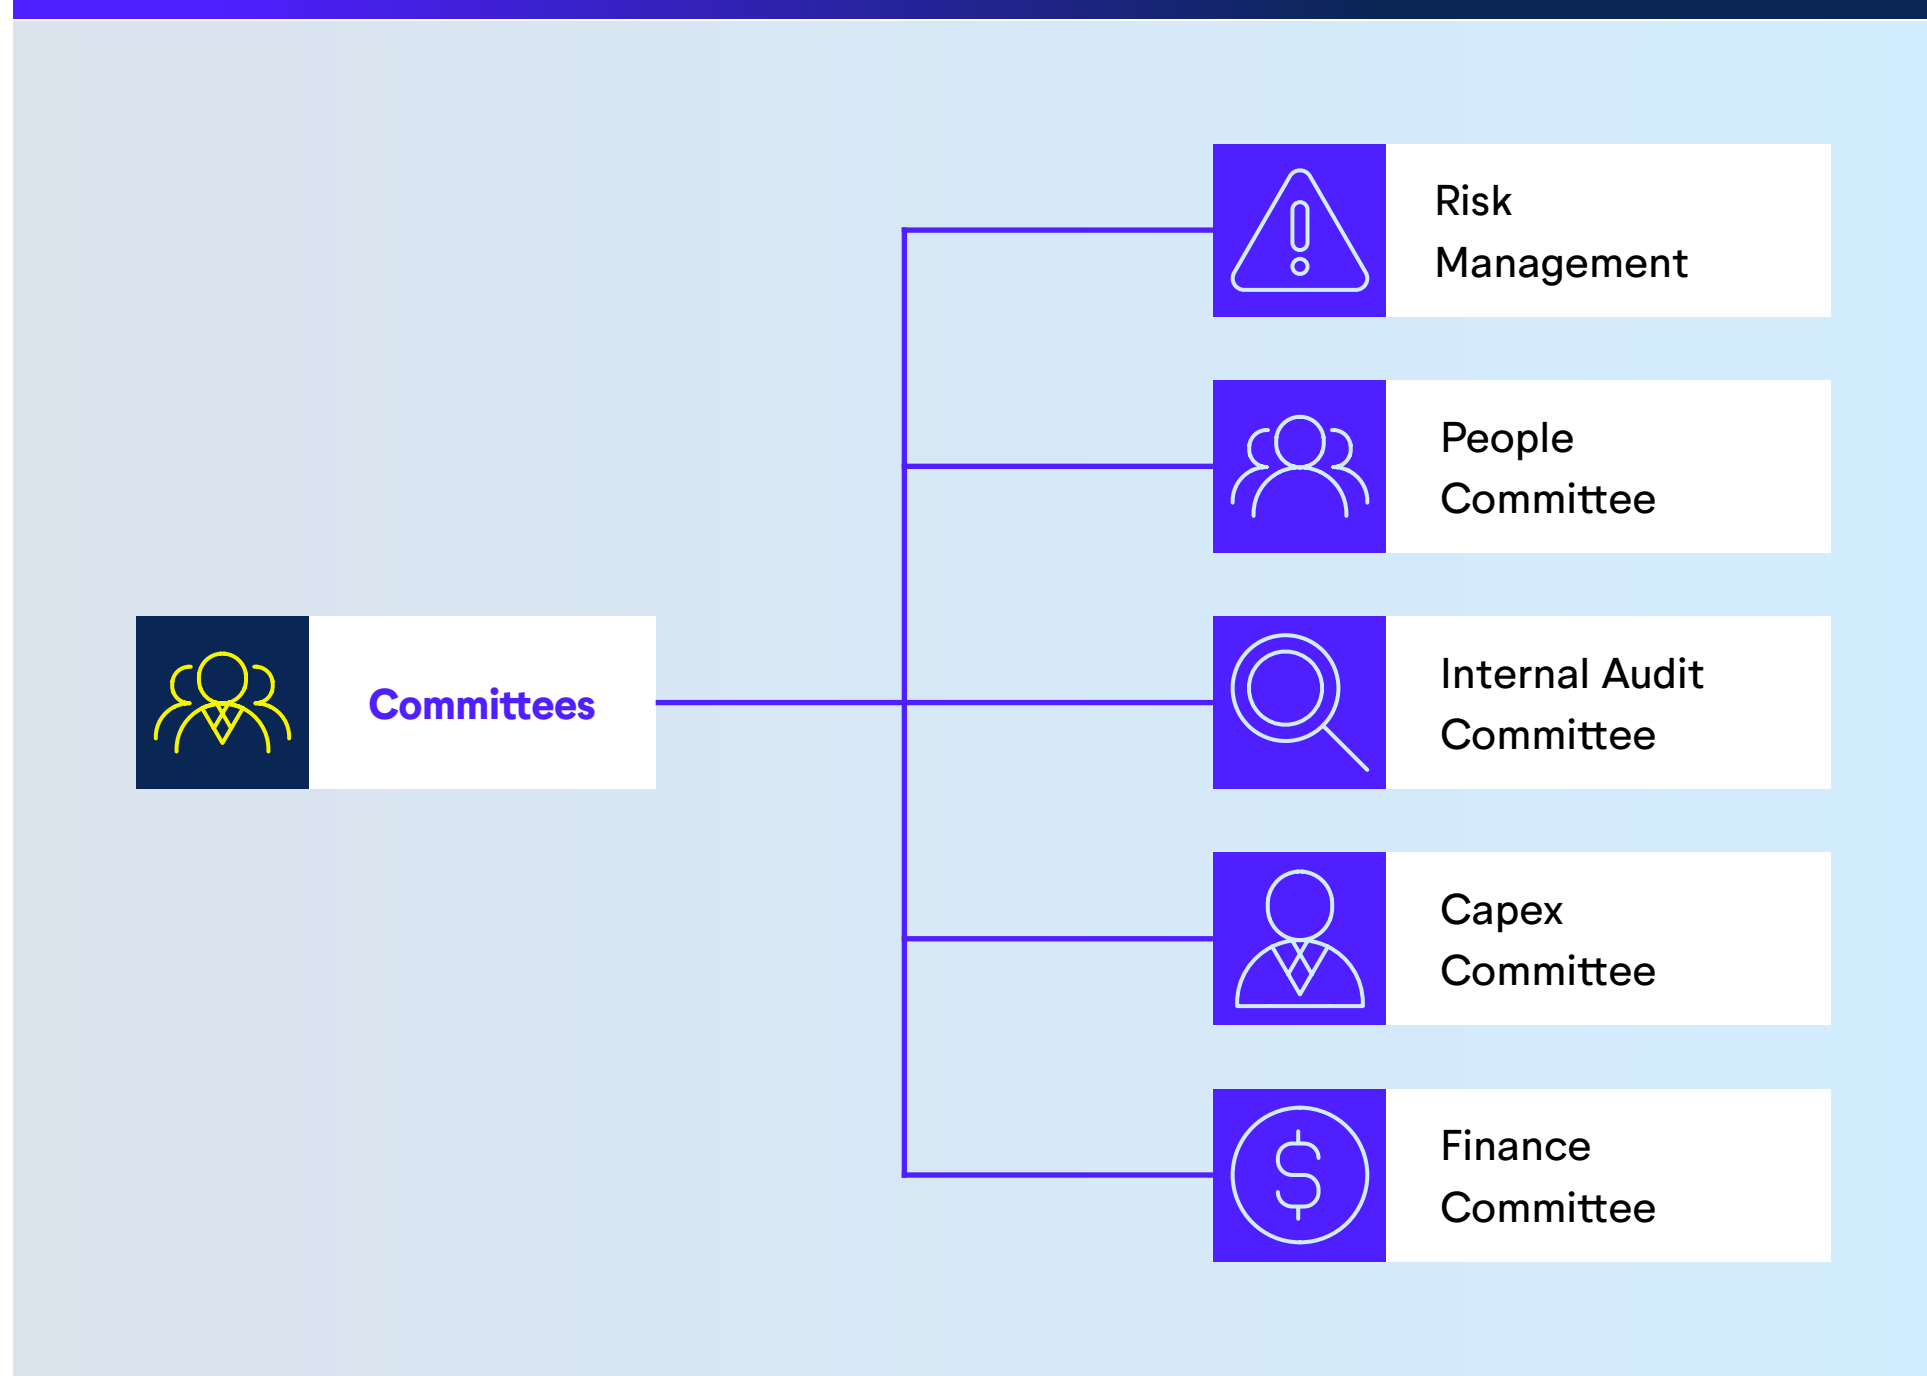 Committees
Risk
Management
People
Committee
Internal Audit
Committee
Capex
Committee
Finance
Committee